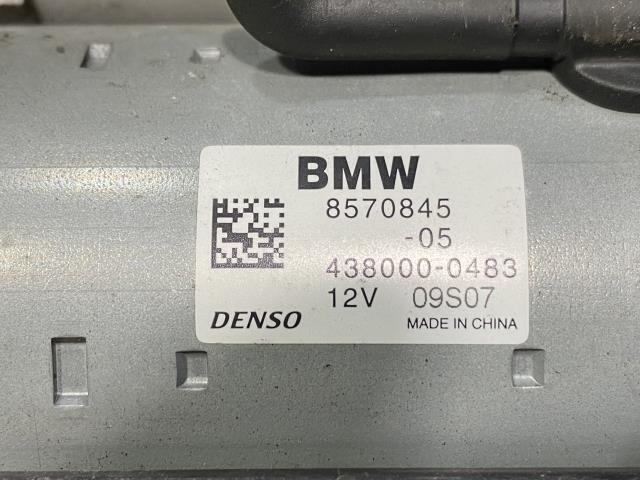 BMW
8570845
-05
438000-0483
12V 09S07
DENSO MADE IN CHINA